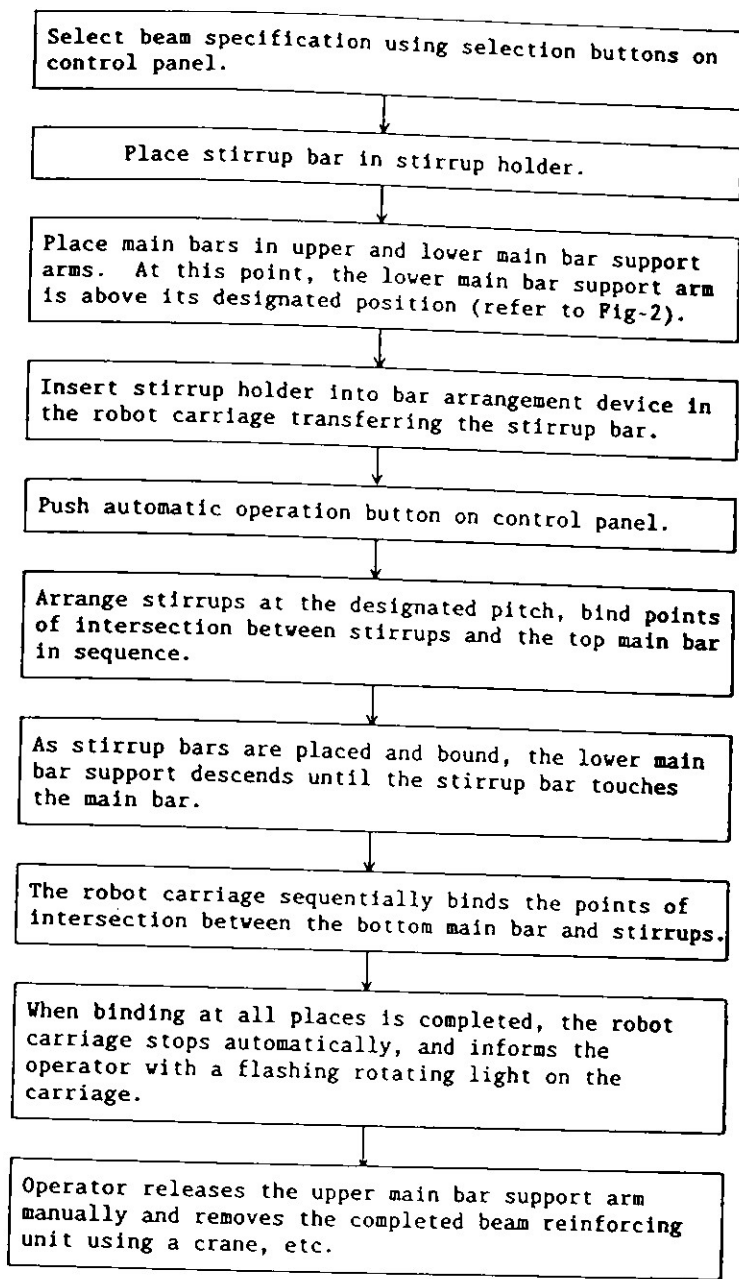 Select beam specification using selection buttons on
control panel.
Place stirrup bar in stirrup holder.
Place main bars in upper and lower main bar support
arms. At this point, the lower main bar support arm
is above its designated position (refer to Fig-2).
Insert stirrup holder into bar arrangement device in
the robot carriage transferring the stirrup bar.
Push automatic operation button on control panel.
Arrange stirrups at the designated pitch, bind points
of intersection between stirrups and the top main bar
in sequence.
As stirrup bars are placed and bound, the lower main
bar support descends until the stirrup bar touches
the main bar.
The robot carriage sequentially binds the points of
intersection between the bottom main bar and stirrups.
When binding at all places is completed, the robot
carriage stops automatically, and informs the
operator with a flashing rotating light on the
carriage.
Operator releases the upper main bar support arm
manually and removes the completed beam reinforcing
unit using a crane, etc.